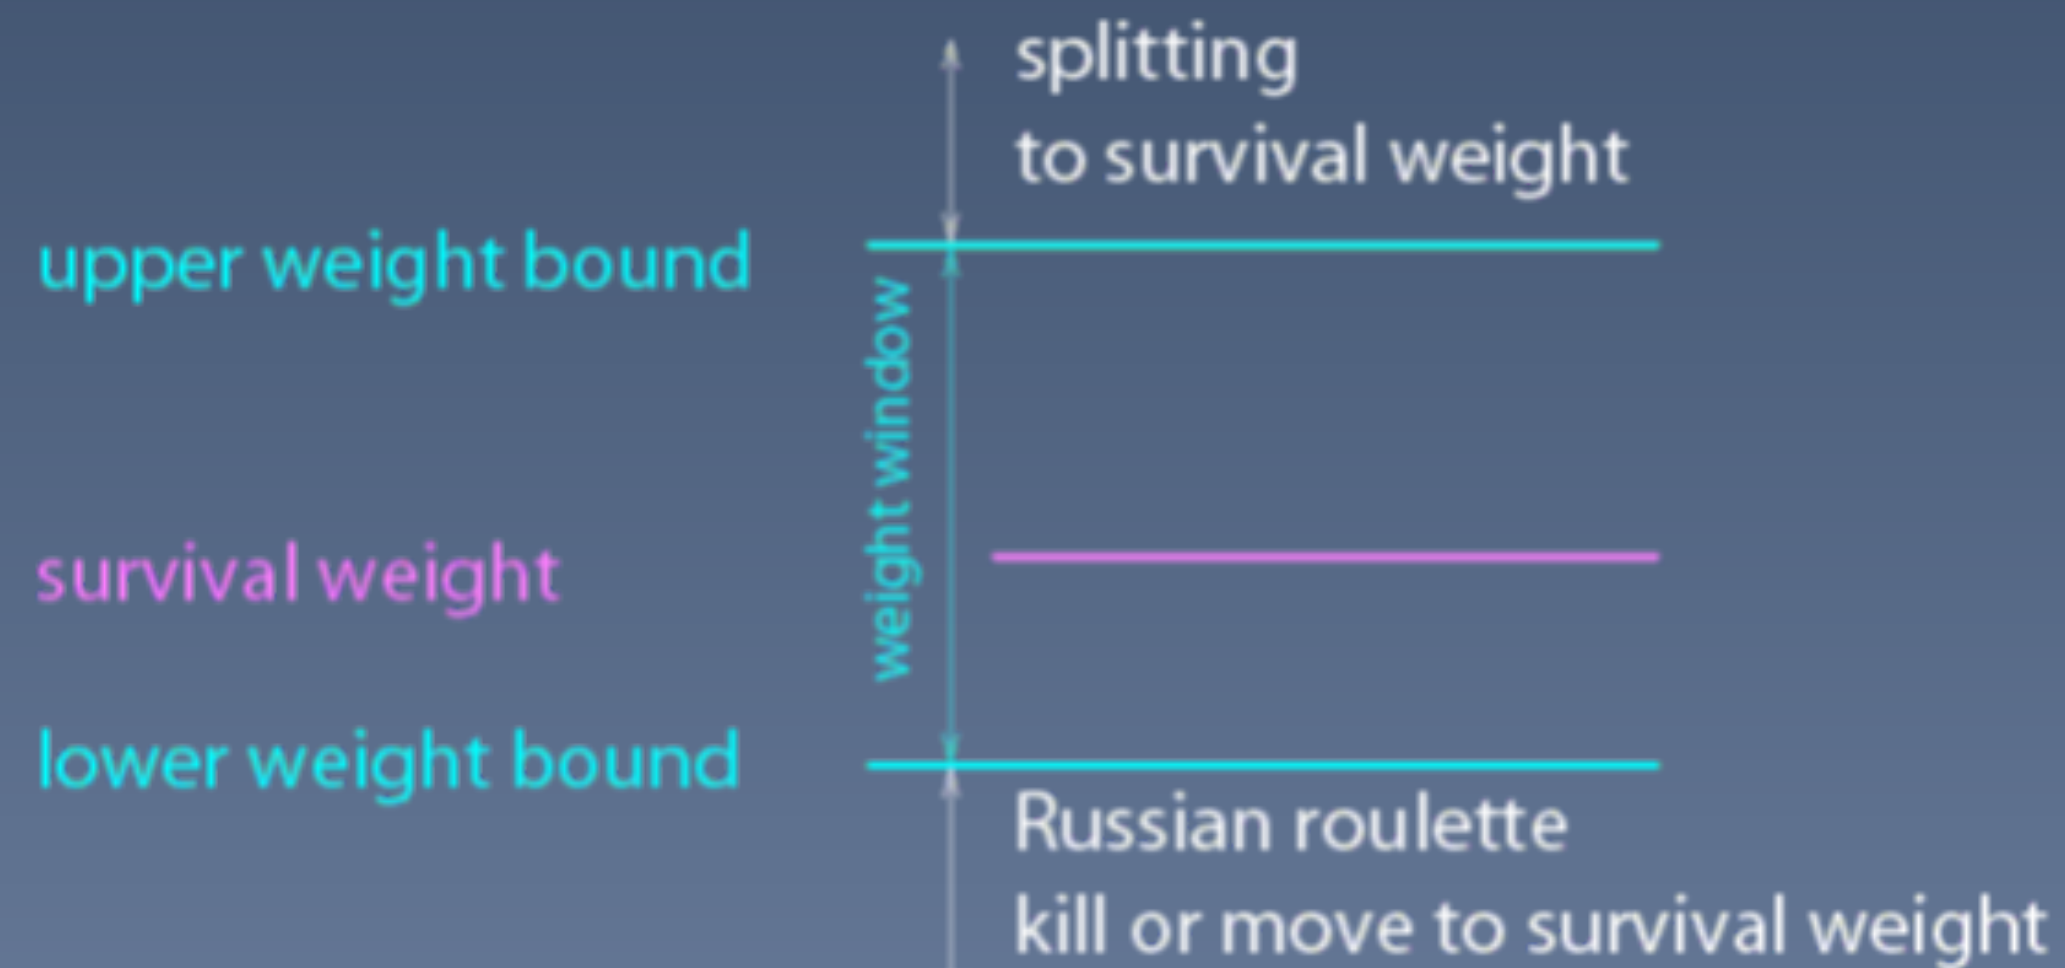 splitting
to survival weight
upper weight bound
weight window
survival weight
lower weight bound
Russian roulette
kill or move to survival weight